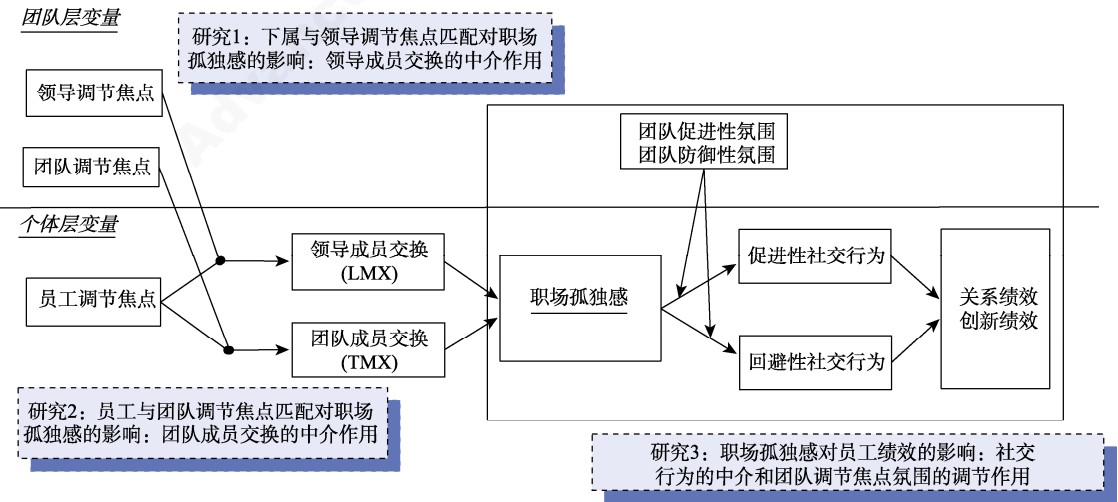 团队层变量
研究1：下属与领导调节焦点匹配对职场
孤独感的影响：领导成员交换的中介作用
领导调节焦点
团队调节焦点
团队促进性氛围
团队防御性氛围
个体层变量
员工调节焦点
领导成员交换
(LMX)
团队成员交换
(TMX)
职场孤独感
促进性社交行为
回避性社交行为
关系绩效
创新绩效
研究2：员工与团队调节焦点匹配对职场
孤独感的影响：团队成员交换的中介作用
研究3：职场孤独感对员工绩效的影响：社交
行为的中介和团队调节焦点氛围的调节作用